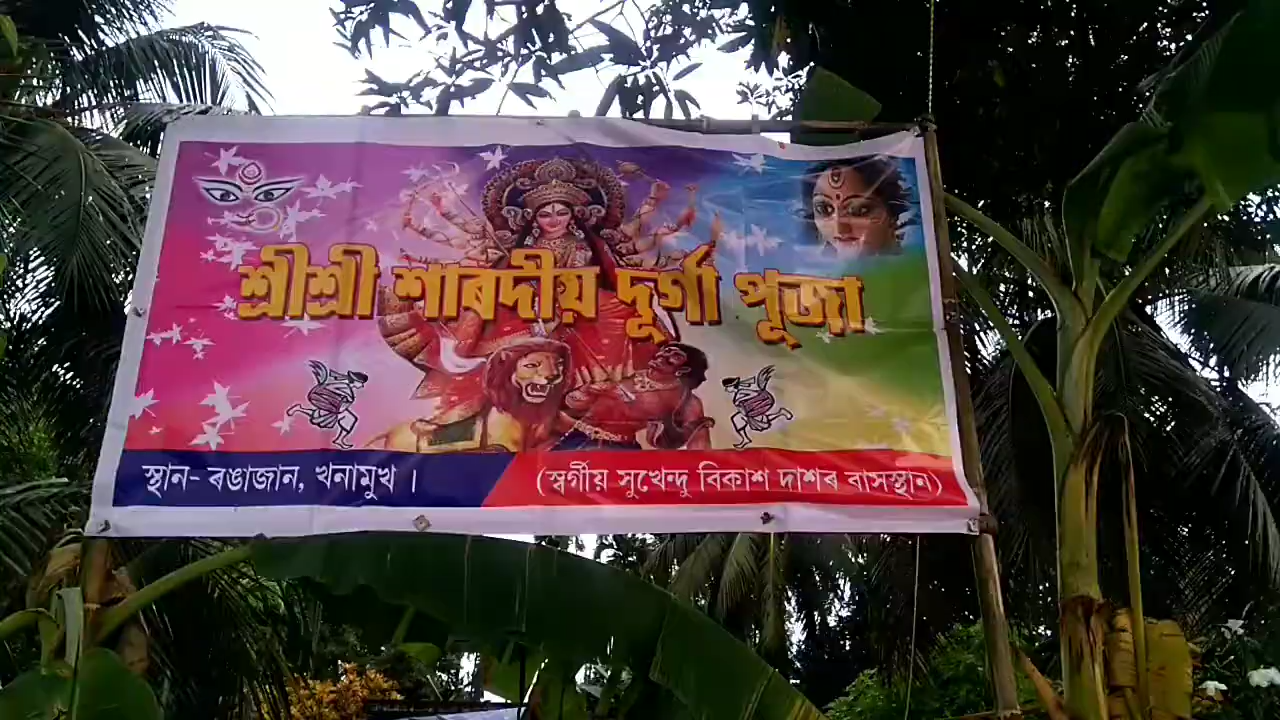 শ্রীশ্রী শাৰদীয় দূৰ্গা পূজা
স্থান- ৰঙাজান, খনামুখ ।
(স্বৰ্গীয় সুখেন্দু বিকাশ দাশৰ বাসস্থান)